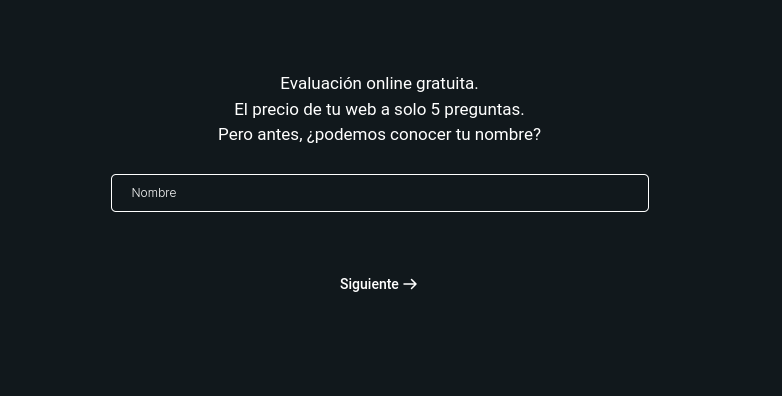 Evaluación online gratuita.
El precio de tu web a solo 5 preguntas.
Pero antes, ¿podemos conocer tu nombre?
Nombre
Siguiente →